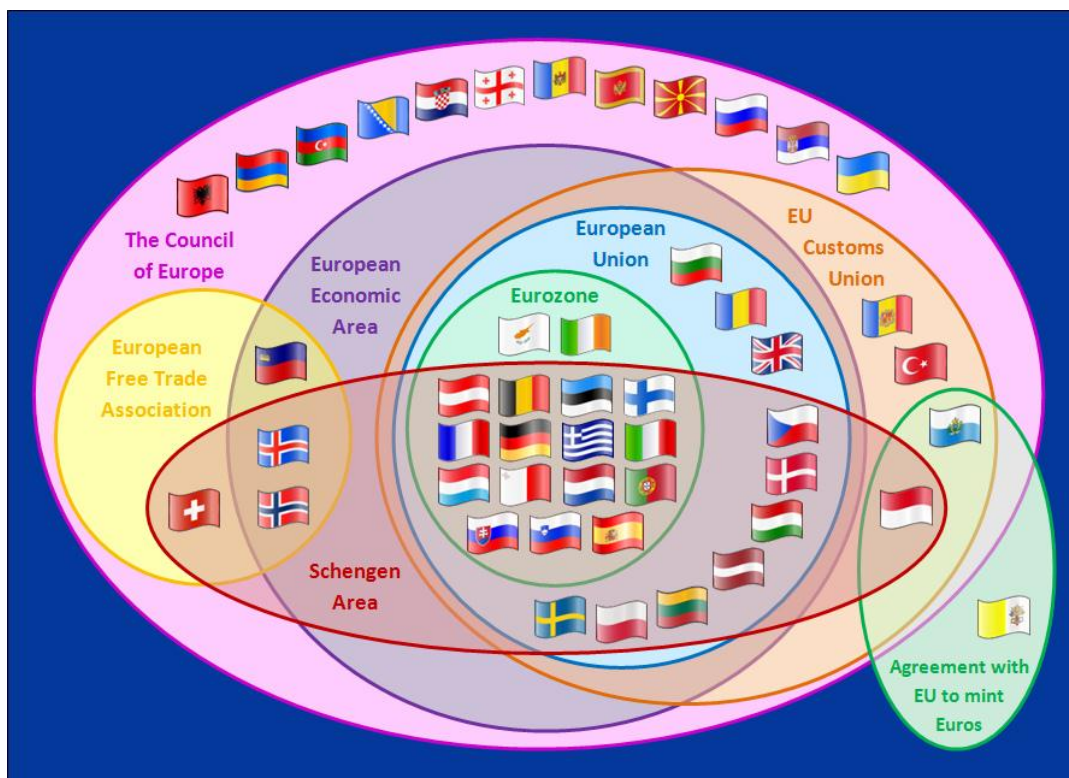 The Council
of Europe
European
Economic
Area
European
Union
EU
Customs
Union
Eurozone
European
Free Trade
Association
Schengen
Area
Agreement with
EU to mint
Euros